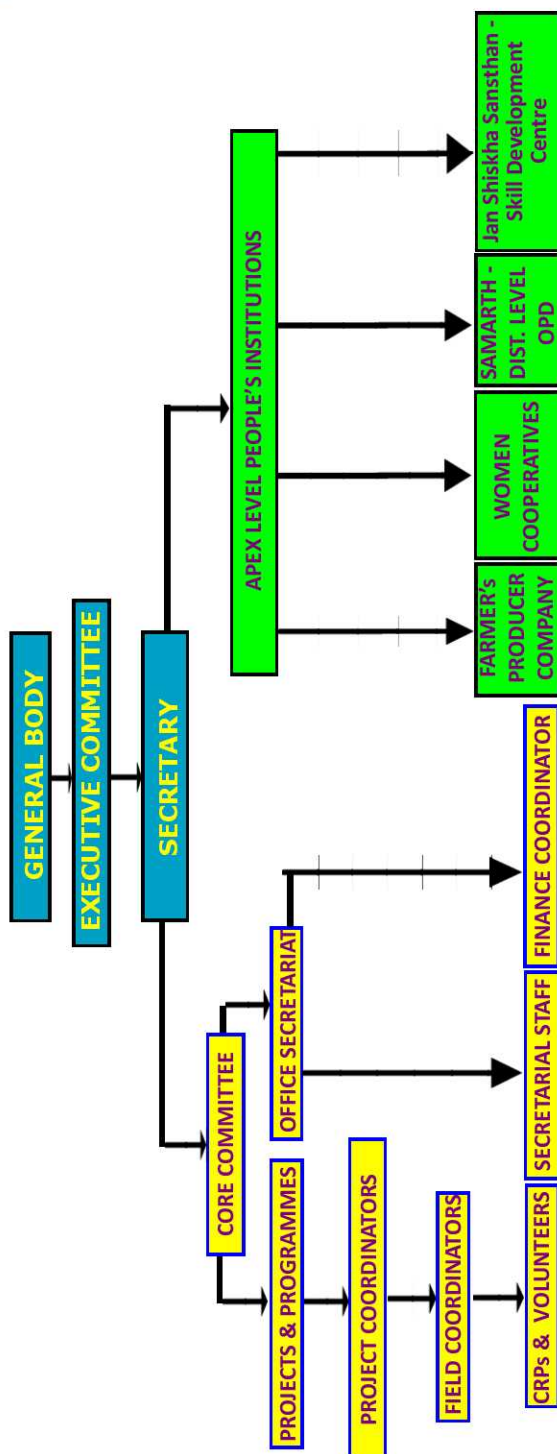 GENERAL BODY
EXECUTIVE COMMITTEE
SECRETARY
CORE COMMITTEE
PROJECTS & PROGRAMMES
PROJECT COORDINATORS
FIELD COORDINATORS
CRPs & VOLUNTEERS
OFFICE SECRETARIAT
SECRETARIAL STAFF
FINANCE COORDINATOR
APEX LEVEL PEOPLE'S INSTITUTIONS
FARMER's
PRODUCER
COMPANY
WOMEN
COOPERATIVES
SAMARTH -
DIST. LEVEL
OPD
Jan Shiskha Sansthan -
Skill Development
Centre